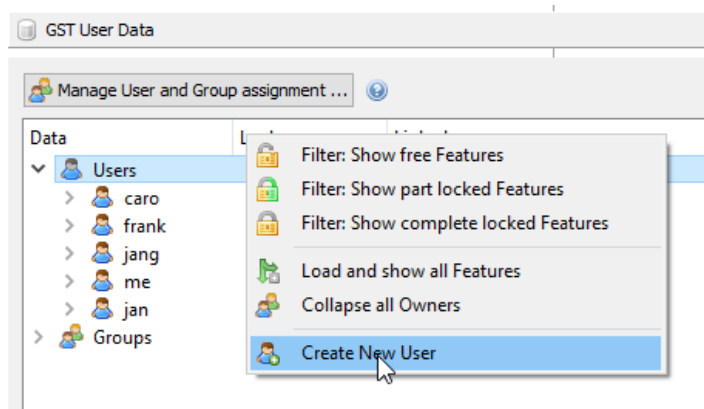 GST User Data
Manage User and Group assignment ...
Data
Users
Filter: Show free Features
caro
Filter: Show part locked Features
frank
Filter: Show complete locked Features
jang
Load and show all Features
me
Collapse all Owners
jan
Groups
Create New User